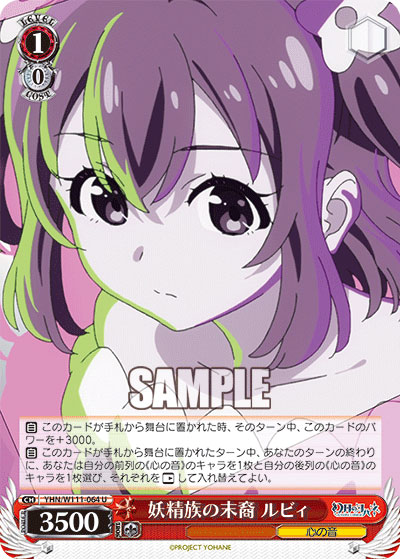 LEVEL
1
0
COST
SAMPLE
このカードが手札から舞台に置かれた時、そのターン中、このカードのパ
ワーを+3000。
このカードが手札から舞台に置かれたターン中、あなたのターンの終わり
に、あなたは自分の前列の《心の音》のキャラを1枚と自分の後列の《心の音》
のキャラを1枚選び、それぞれを して入れ替えてよい。
CH YHN/W111-064 U
3500
妖精族の末裔 ルビィ
心の音
©PROJECT YOHANE